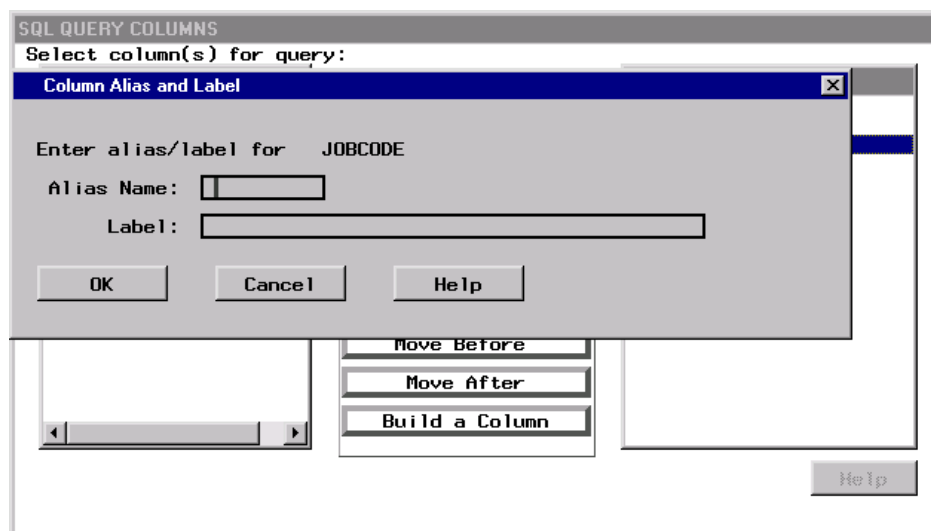 SQL QUERY COLUMNS
Select column(s) for query:
Column Alias and Label
Enter alias/label for JOBCODE
Alias Name:
Label:
OK Cancel Help
Move Before
Move After
Build a Column
Help